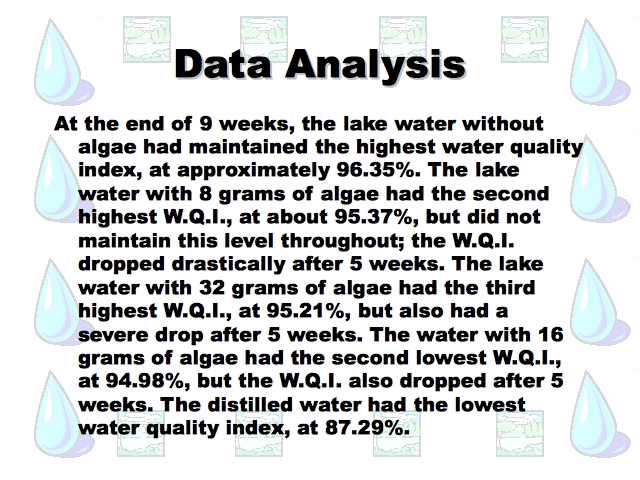 Data Analysis
At the end of 9 weeks, the lake water without
algae had maintained the highest water quality
index, at approximately 96.35%. The lake
water with 8 grams of algae had the second
highest W.Q.I., at about 95.37%, but did not
maintain this level throughout; the W.Q.I.
dropped drastically after 5 weeks. The lake
water with 32 grams of algae had the third
highest W.Q.I., at 95.21%, but also had a
severe drop after 5 weeks. The water with 16
grams of algae had the second lowest W.Q.I.,
at 94.98%, but the W.Q.I. also dropped after 5
weeks. The distilled water had the lowest
water quality index, at 87.29%.